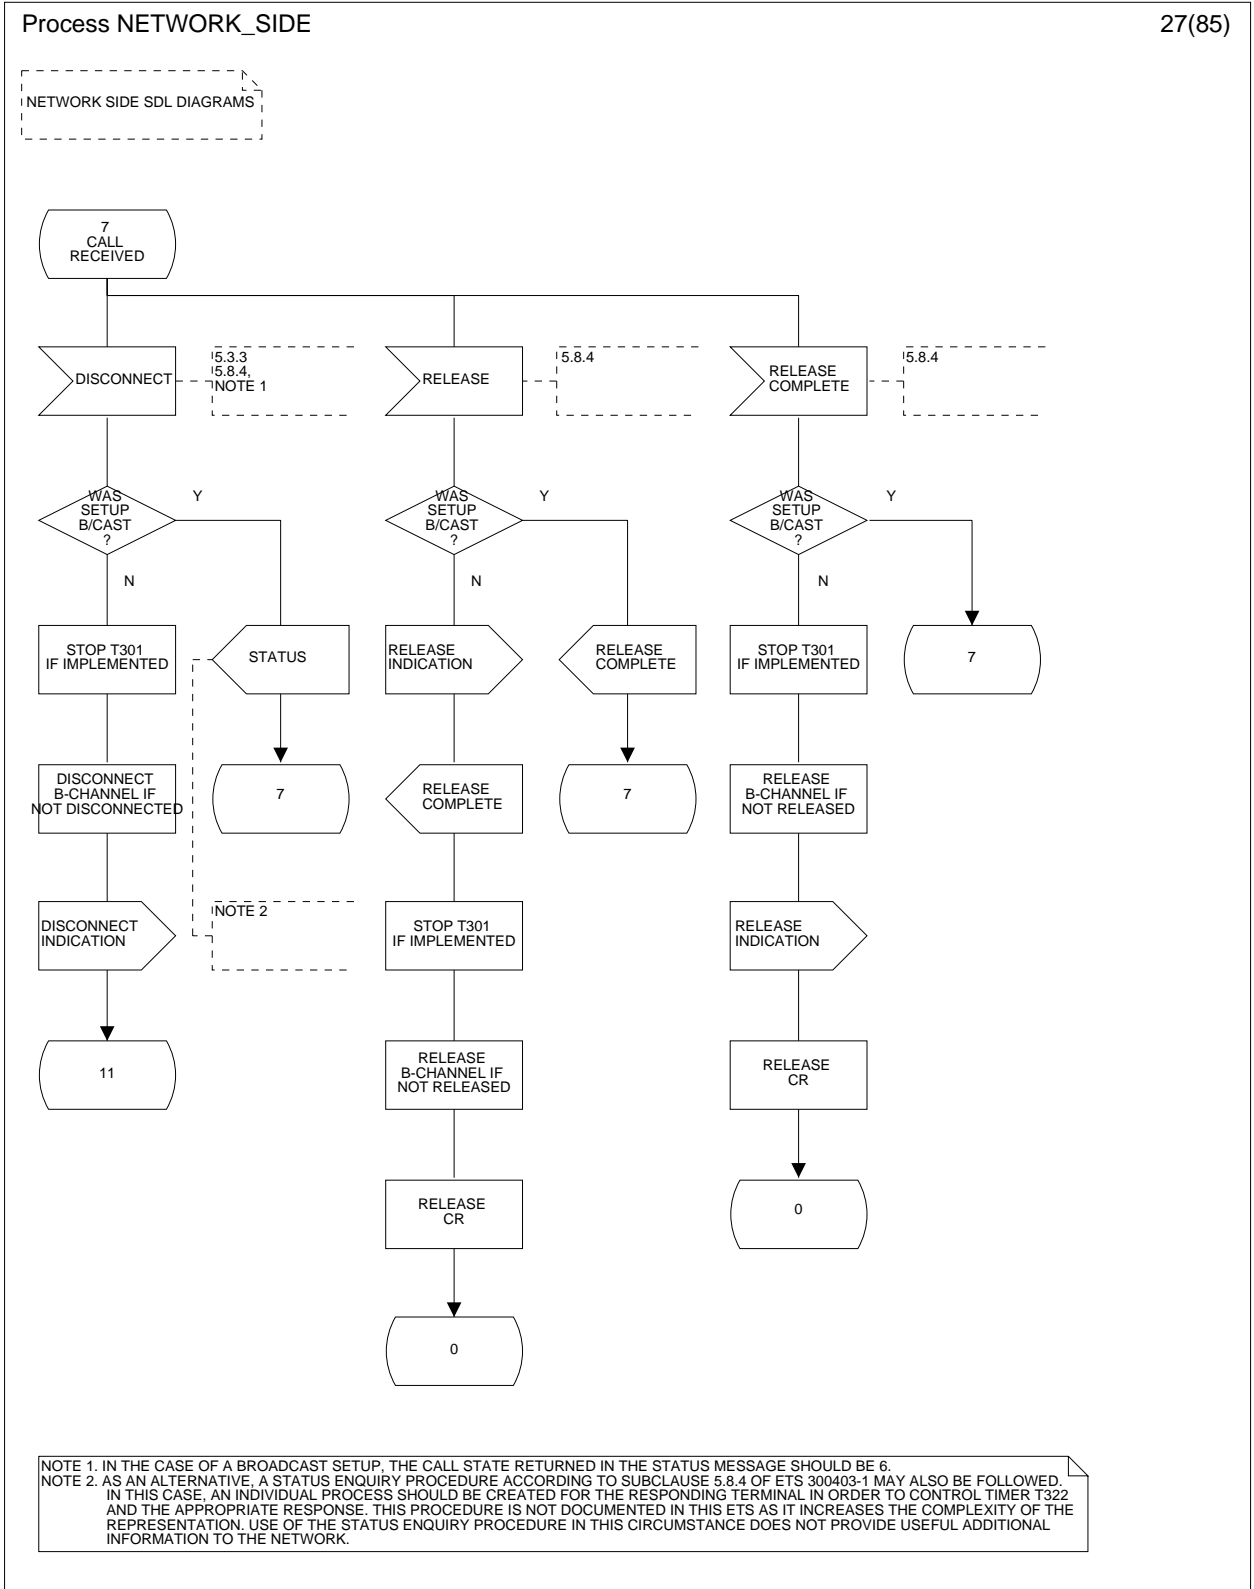 Process NETWORK_SIDE
27(85)
NETWORK SIDE SDL DIAGRAMS
7
CALL
RECEIVED
DISCONNECT
5.3.3
5.8.4,
NOTE 1
RELEASE
5.8.4
RELEASE
COMPLETE
5.8.4
WAS
SETUP
B/CAST
?
Y
N
WAS
SETUP
B/CAST
?
Y
N
WAS
SETUP
B/CAST
?
Y
N
STOP T301
IF IMPLEMENTED
STATUS
RELEASE
INDICATION
RELEASE
COMPLETE
STOP T301
IF IMPLEMENTED
7
DISCONNECT
B-CHANNEL IF
NOT DISCONNECTED
7
RELEASE
COMPLETE
7
RELEASE
B-CHANNEL IF
NOT RELEASED
DISCONNECT
INDICATION
NOTE 2
STOP T301
IF IMPLEMENTED
RELEASE
INDICATION
11
RELEASE
B-CHANNEL IF
NOT RELEASED
RELEASE
CR
RELEASE
CR
0
0
NOTE 1. IN THE CASE OF A BROADCAST SETUP, THE CALL STATE RETURNED IN THE STATUS MESSAGE SHOULD BE 6.
NOTE 2. AS AN ALTERNATIVE, A STATUS ENQUIRY PROCEDURE ACCORDING TO SUBCLAUSE 5.8.4 OF ETS 300403-1 MAY ALSO BE FOLLOWED.
IN THIS CASE, AN INDIVIDUAL PROCESS SHOULD BE CREATED FOR THE RESPONDING TERMINAL IN ORDER TO CONTROL TIMER T322
AND THE APPROPRIATE RESPONSE. THIS PROCEDURE IS NOT DOCUMENTED IN THIS ETS AS IT INCREASES THE COMPLEXITY OF THE
REPRESENTATION. USE OF THE STATUS ENQUIRY PROCEDURE IN THIS CIRCUMSTANCE DOES NOT PROVIDE USEFUL ADDITIONAL
INFORMATION TO THE NETWORK.